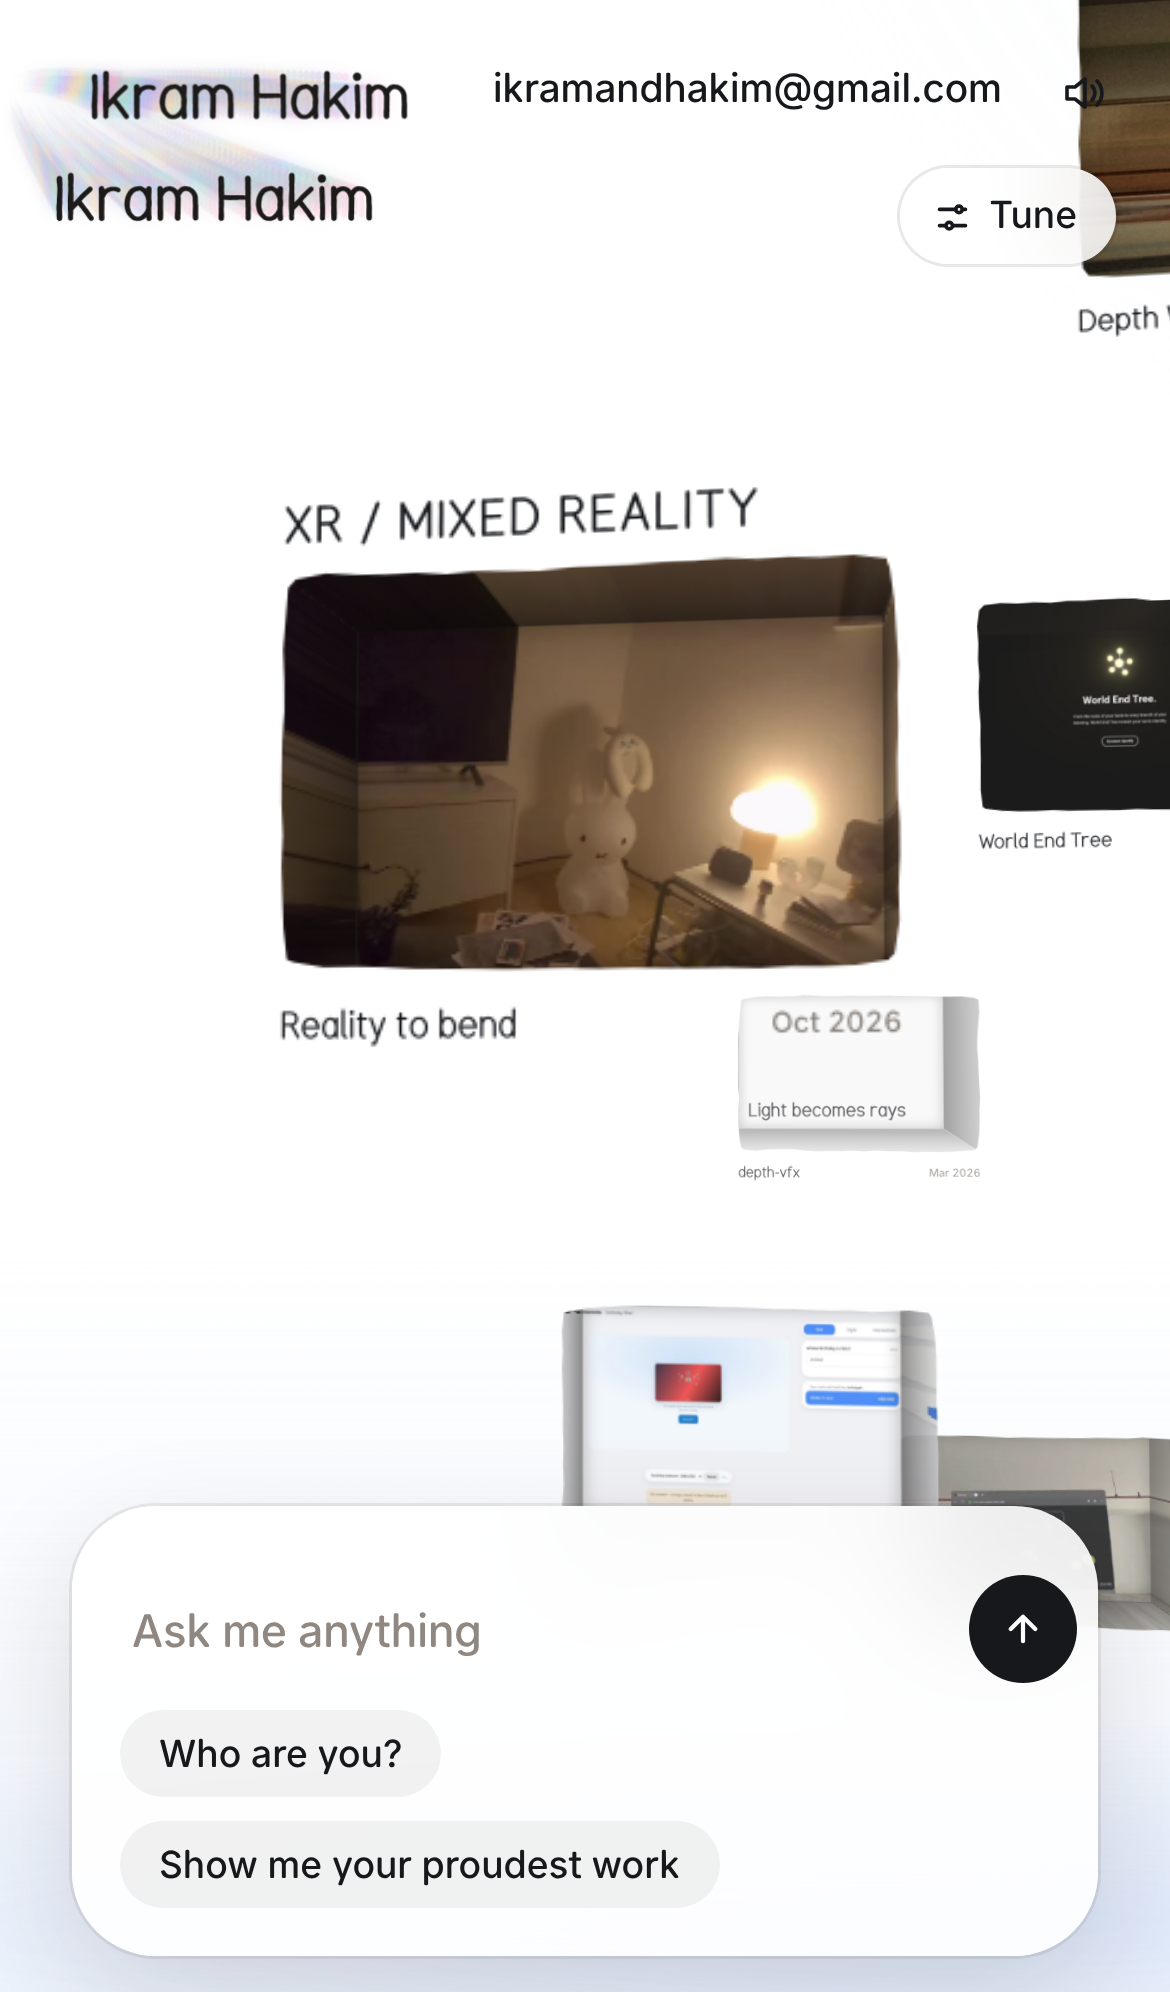 Ikram Hakim
ikramandhakim@gmail.com
Ikram Hakim
Tune
Depth
XR / MIXED REALITY
World End Tree.
World End Tree
Reality to bend
Oct 2026
Light becomes rays
depth-vfx
Mar 2026
Ask me anything
Who are you?
Show me your proudest work